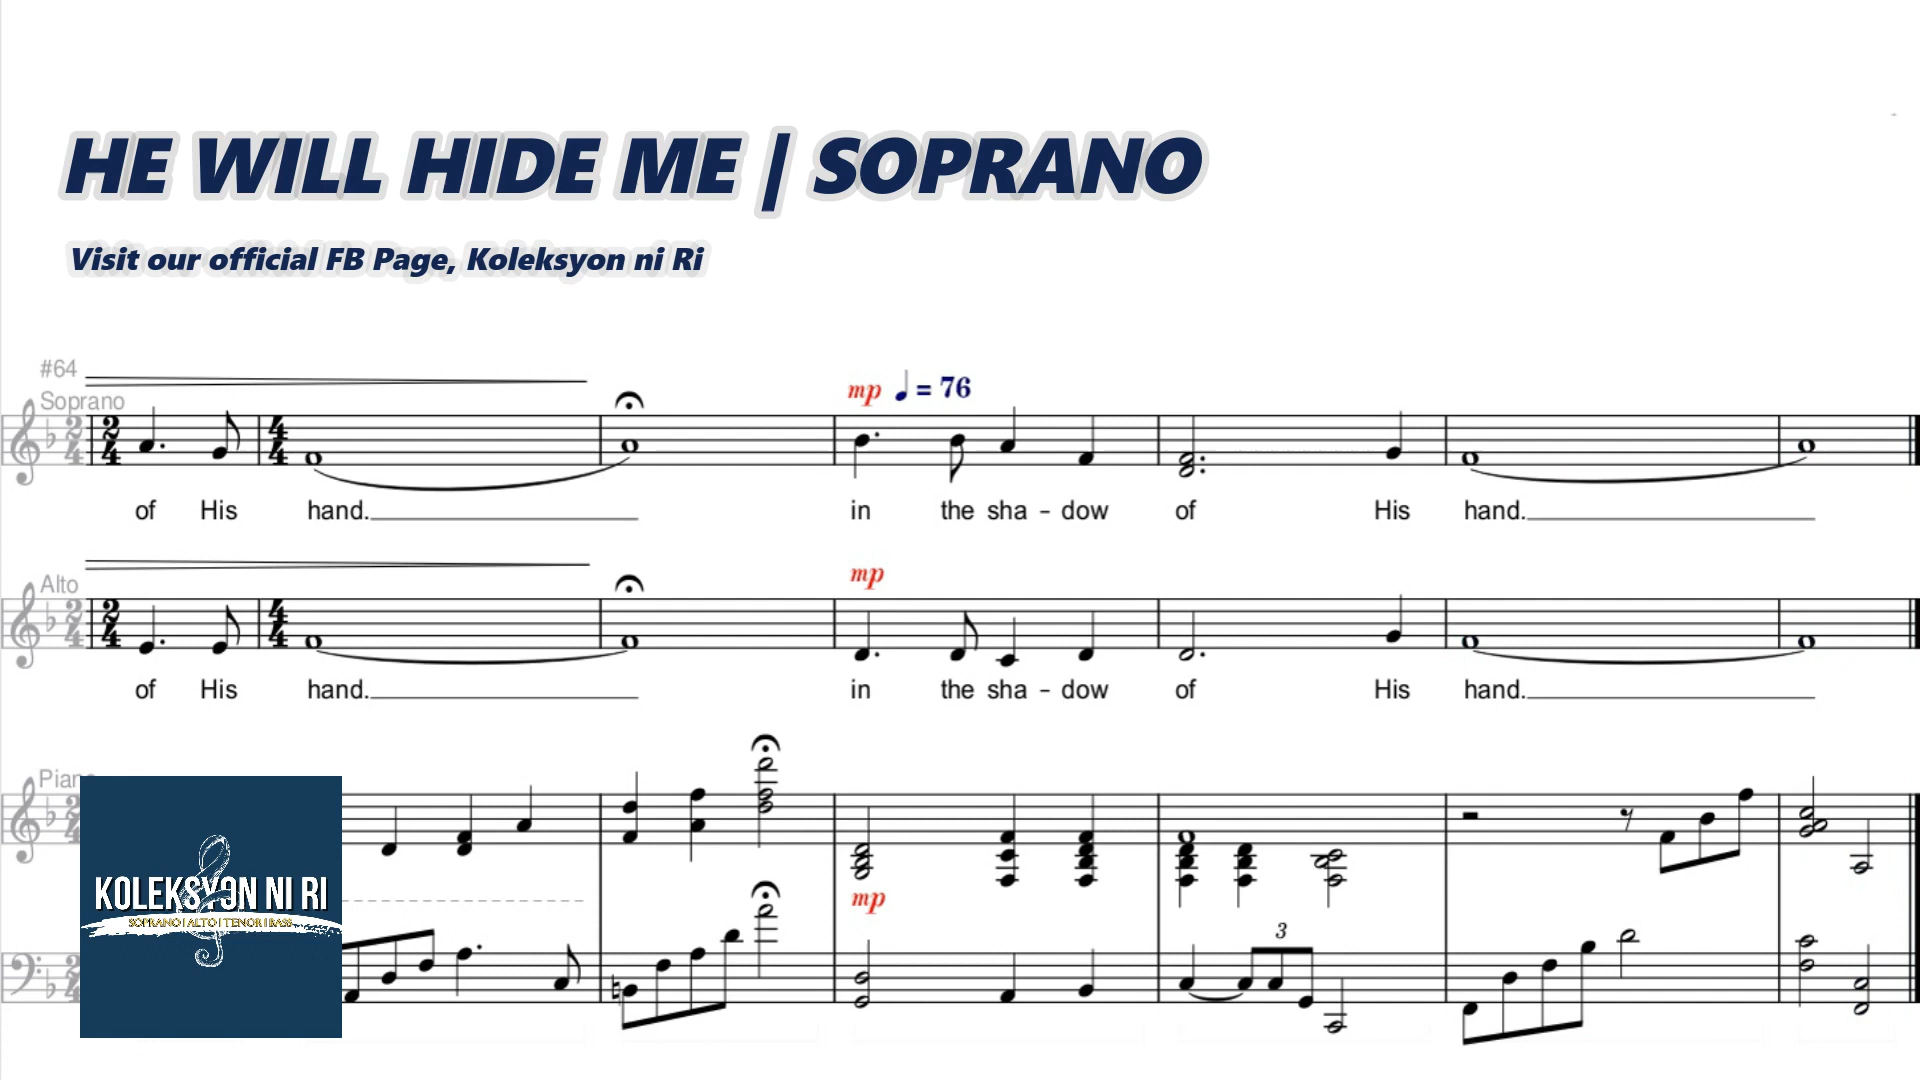 HE WILL HIDE ME | SOPRANO
Visit our official FB Page, Koleksyon ni Ri
#64
Soprano
mp ♩ = 76
of His hand. in the sha - dow of His hand.
Alto
mp
of His hand. in the sha - dow of His hand.
Piano
mp
3
KOLEKSYON NI RI
SOPRANO | ALTO | TENOR | BASS